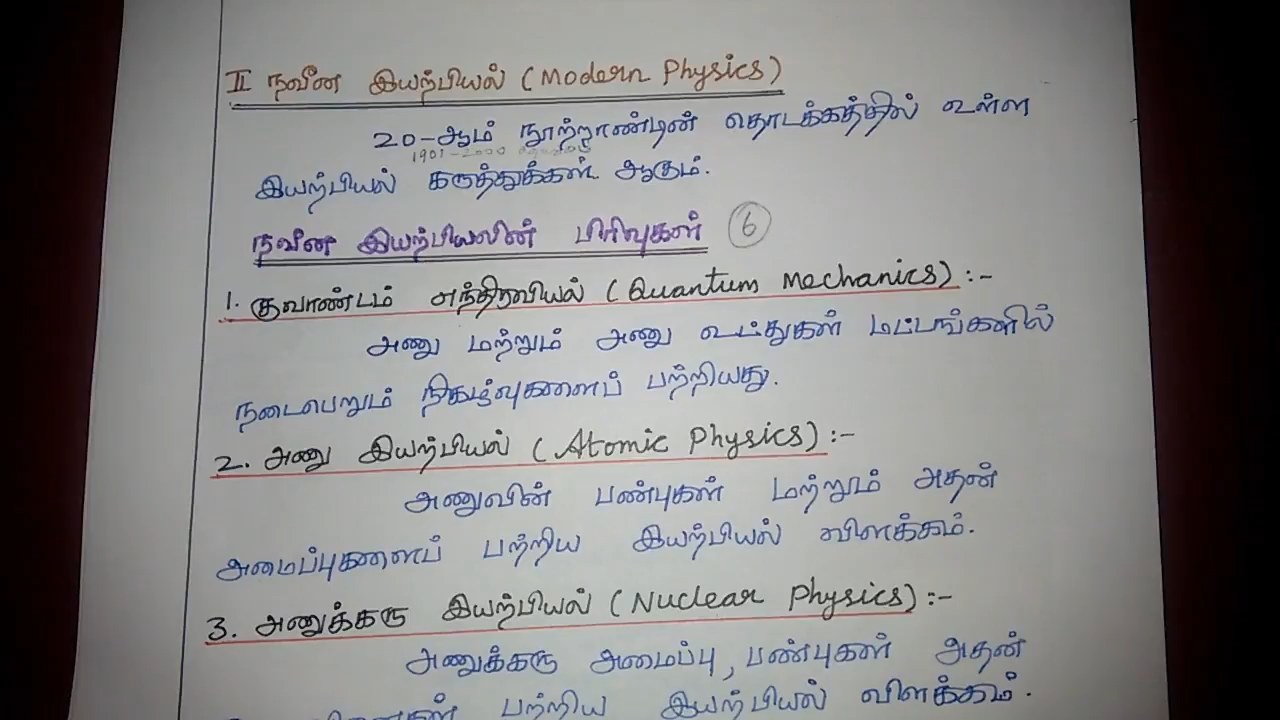 II நவீன இயற்பியல் (Modern Physics)
20-ஆம் நூற்றாண்டின் தொடக்கத்தில் உள்ள
1901-2000
இயற்பியல் கருத்துக்கள் ஆகும்.
நவீன இயற்பியலின் பிரிவுகள் 6
1. குவாண்டம் எந்திரவியல் (Quantum Mechanics) :-
அணு மற்றும் அணு உட்துகள் மட்டங்களில்
நடைபெறும் நிகழ்வுகளைப் பற்றியது.
2. அணு இயற்பியல் (Atomic Physics) :-
அணுவின் பண்புகள் மற்றும் அதன்
அமைப்புகளைப் பற்றிய இயற்பியல் விளக்கம்.
3. அணுக்கரு இயற்பியல் (Nuclear Physics) :-
அணுக்கரு அமைப்பு, பண்புகள் அதன்
பற்றிய இயற்பியல் விளக்கம்.